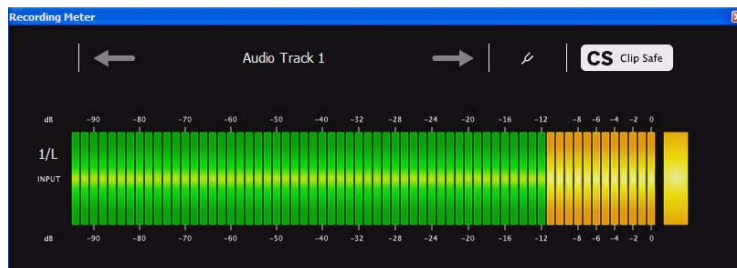 Recording Meter
Audio Track 1 CS Clip Safe
dB -90 -80 -70 -60 -50 -40 -32 -28 -24 -20 -16 -12 -8 -6 -4 -2 0
1/L
INPUT
dB -90 -80 -70 -60 -50 -40 -32 -28 -24 -20 -16 -12 -8 -6 -4 -2 0